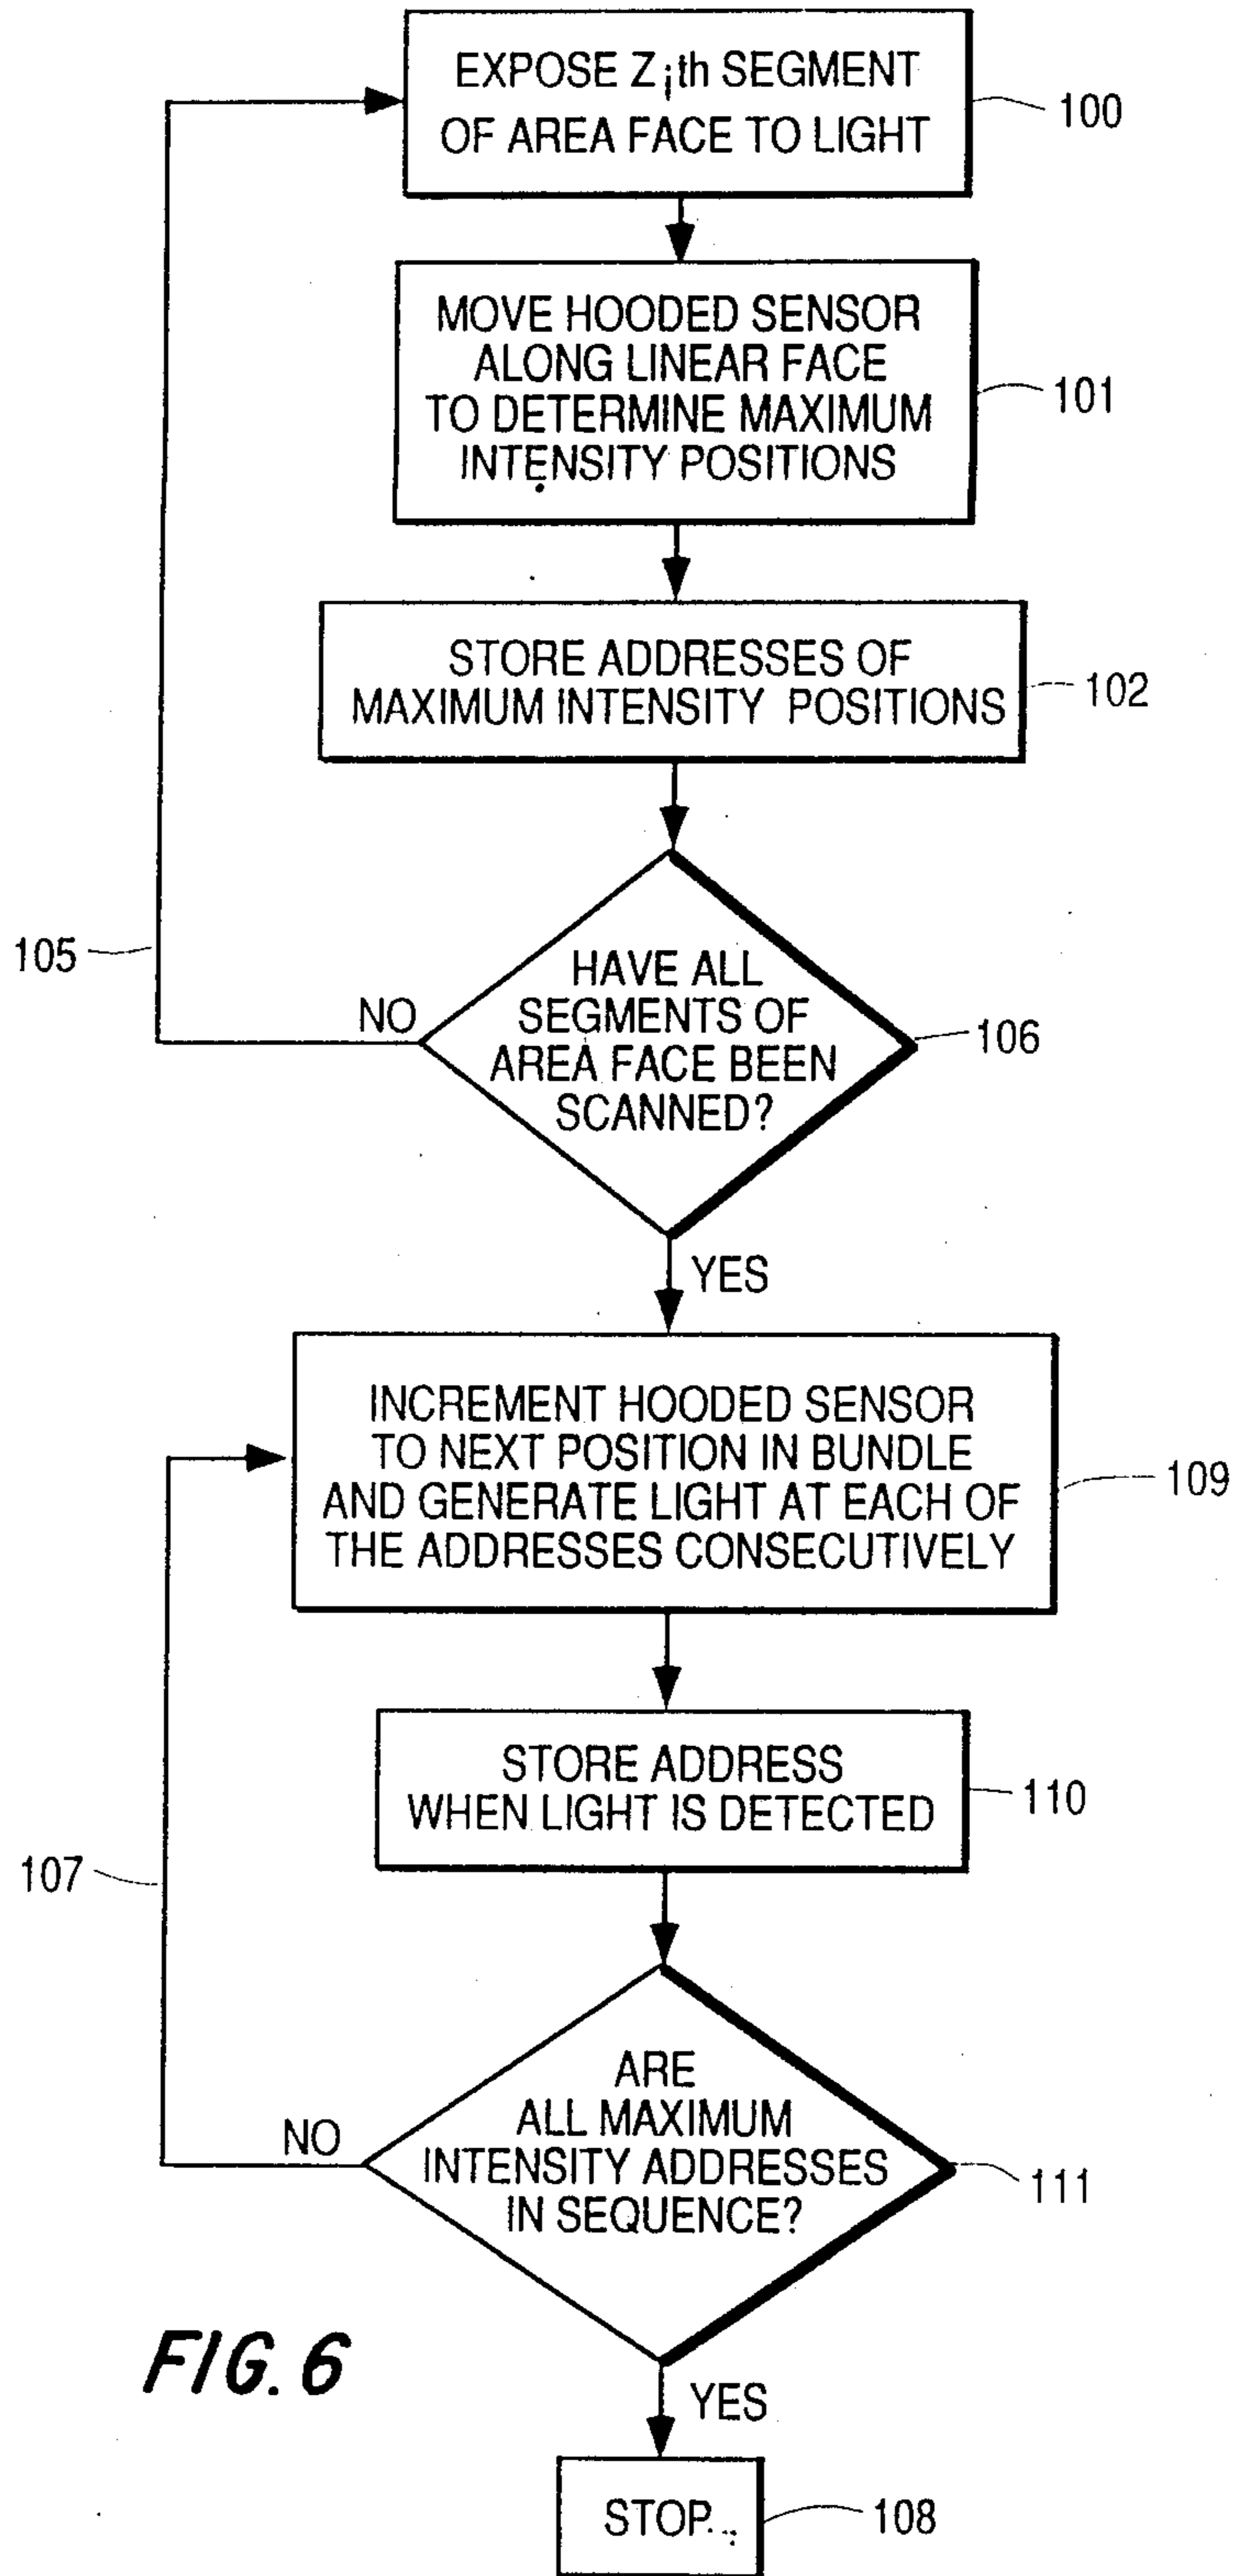 EXPOSE Zith SEGMENT
OF AREA FACE TO LIGHT
100
MOVE HOODED SENSOR
ALONG LINEAR FACE
TO DETERMINE MAXIMUM
INTENSITY POSITIONS
101
STORE ADDRESSES OF
MAXIMUM INTENSITY POSITIONS
102
105
NO
HAVE ALL
SEGMENTS OF
AREA FACE BEEN
SCANNED?
106
YES
INCREMENT HOODED SENSOR
TO NEXT POSITION IN BUNDLE
AND GENERATE LIGHT AT EACH OF
THE ADDRESSES CONSECUTIVELY
109
STORE ADDRESS
WHEN LIGHT IS DETECTED
110
107
NO
ARE
ALL MAXIMUM
INTENSITY ADDRESSES
IN SEQUENCE?
111
FIG. 6
YES
STOP
108